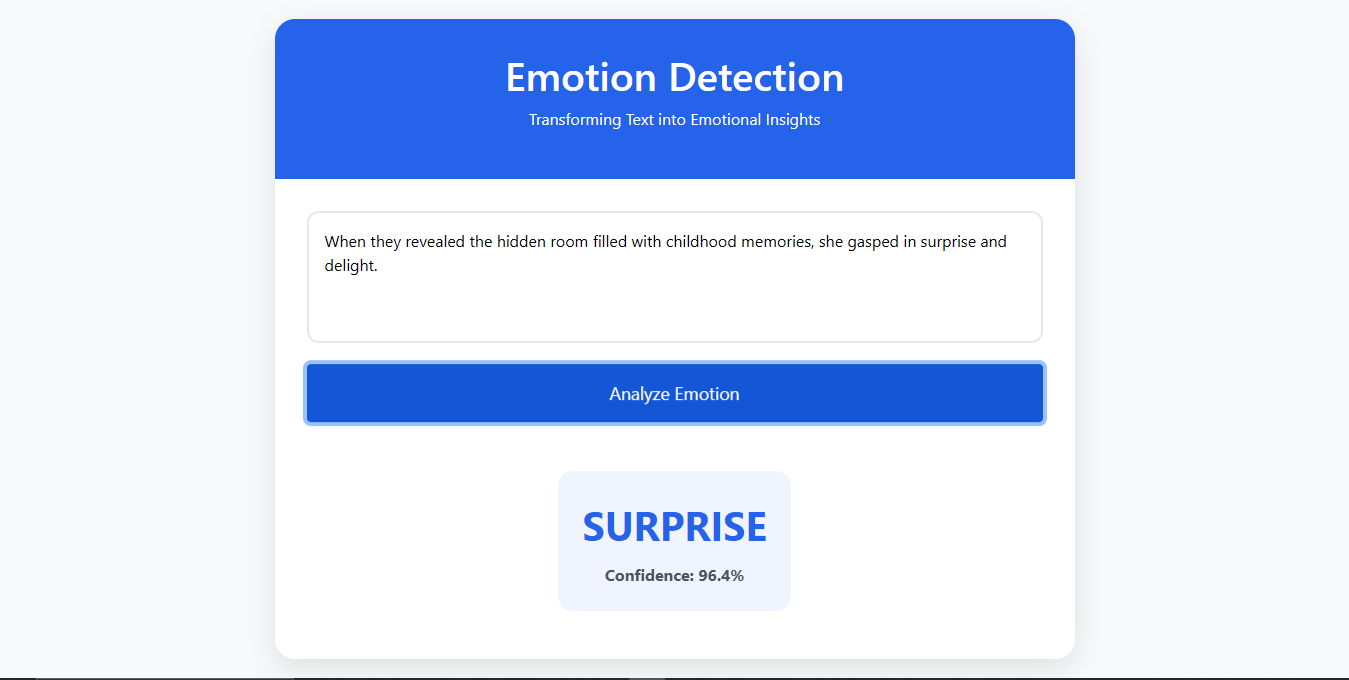 Emotion Detection
Transforming Text into Emotional Insights
When they revealed the hidden room filled with childhood memories, she gasped in surprise and
delight.
Analyze Emotion
SURPRISE
Confidence: 96.4%